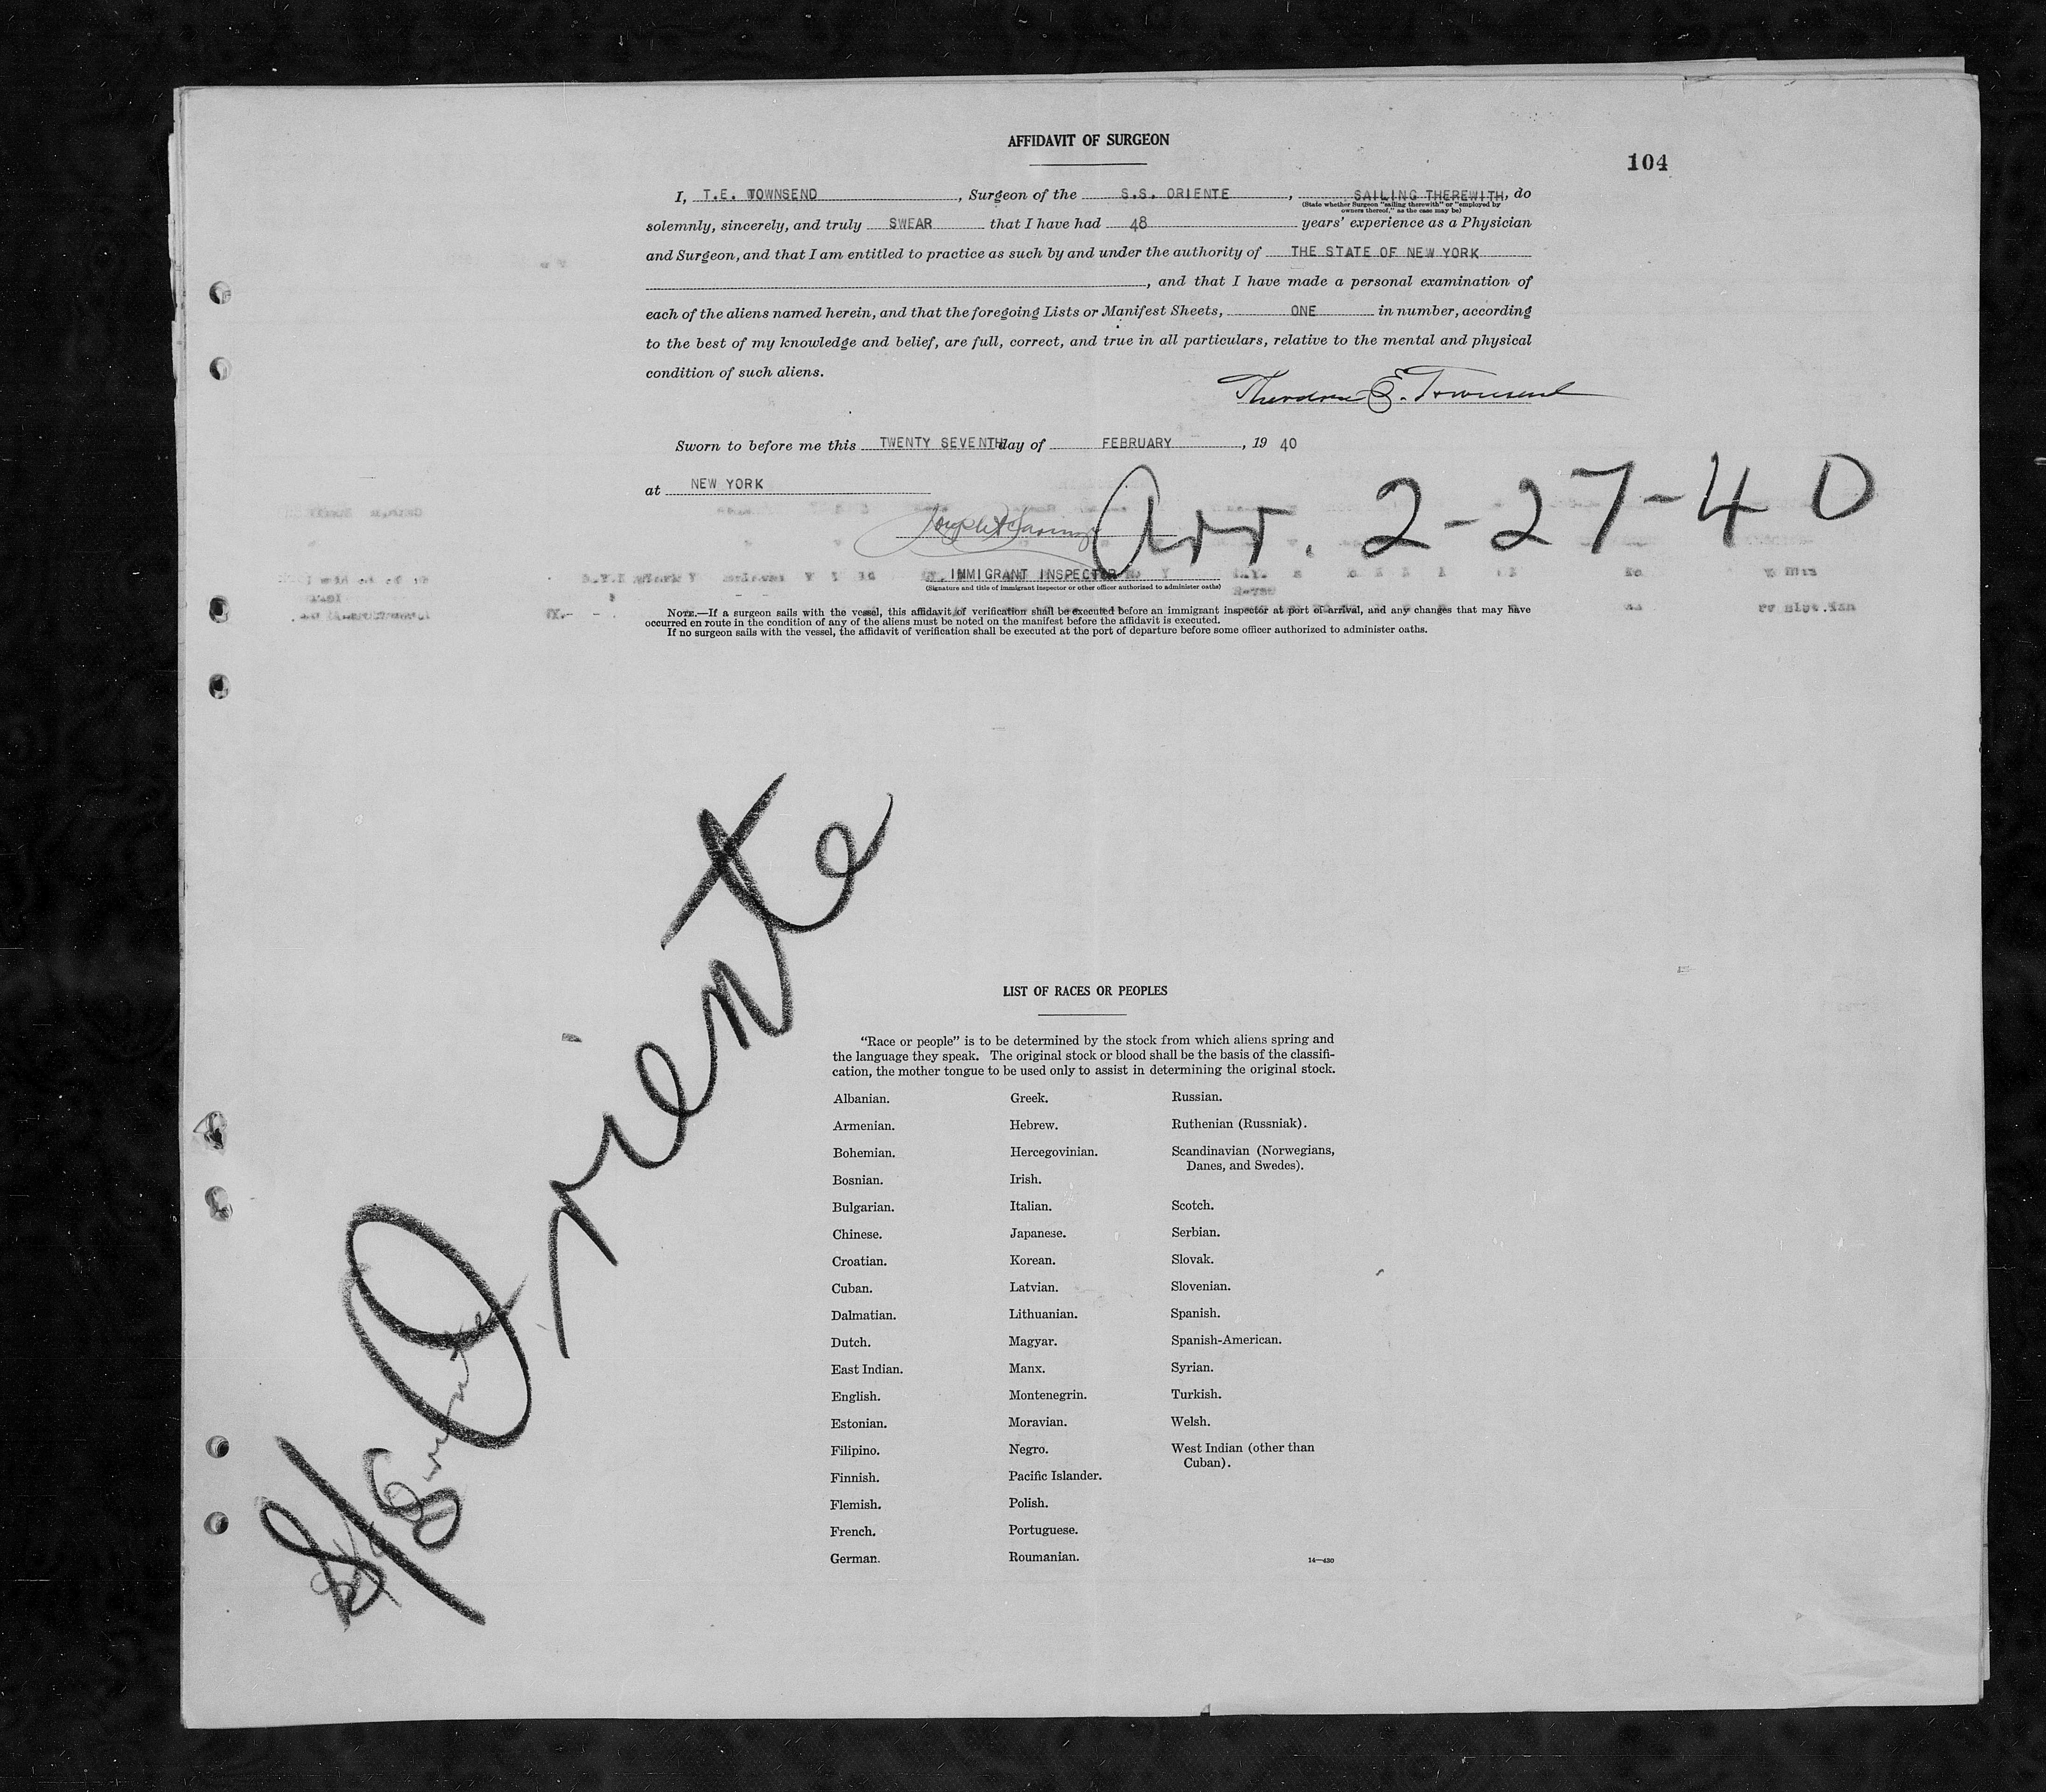 AFFIDAVIT OF SURGEON
104
I, T.E. TOWNSEND, Surgeon of the S.S. ORIENTE, SAILING THEREWITH, do
(State whether Surgeon "sailing therewith" or "employed by
owners thereof," as the case may be)
solemnly, sincerely, and truly SWEAR that I have had 48 years' experience as a Physician
and Surgeon, and that I am entitled to practice as such by and under the authority of THE STATE OF NEW YORK
, and that I have made a personal examination of
each of the aliens named herein, and that the foregoing Lists or Manifest Sheets, ONE in number, according
to the best of my knowledge and belief, are full, correct, and true in all particulars, relative to the mental and physical
condition of such aliens.
Theodore E. Townsend
Sworn to before me this TWENTY SEVENTH day of FEBRUARY, 19 40
at NEW YORK
Arr. 2-27-40
IMMIGRANT INSPECTOR
(Signature and title of immigrant inspector or other officer authorized to administer oaths)
NOTE.—If a surgeon sails with the vessel, this affidavit of verification shall be executed before an immigrant inspector at port of arrival, and any changes that may have
occurred en route in the condition of any of the aliens must be noted on the manifest before the affidavit is executed.
If no surgeon sails with the vessel, the affidavit of verification shall be executed at the port of departure before some officer authorized to administer oaths.
S/S Oriente
LIST OF RACES OR PEOPLES
"Race or people" is to be determined by the stock from which aliens spring and
the language they speak. The original stock or blood shall be the basis of the classifi-
cation, the mother tongue to be used only to assist in determining the original stock.
Albanian.
Armenian.
Bohemian.
Bosnian.
Bulgarian.
Chinese.
Croatian.
Cuban.
Dalmatian.
Dutch.
East Indian.
English.
Estonian.
Filipino.
Finnish.
Flemish.
French.
German.
Greek.
Hebrew.
Hercegovinian.
Irish.
Italian.
Japanese.
Korean.
Latvian.
Lithuanian.
Magyar.
Manx.
Montenegrin.
Moravian.
Negro.
Pacific Islander.
Polish.
Portuguese.
Roumanian.
Russian.
Ruthenian (Russniak).
Scandinavian (Norwegians,
Danes, and Swedes).
Scotch.
Serbian.
Slovak.
Slovenian.
Spanish.
Spanish-American.
Syrian.
Turkish.
Welsh.
West Indian (other than
Cuban).
14—430